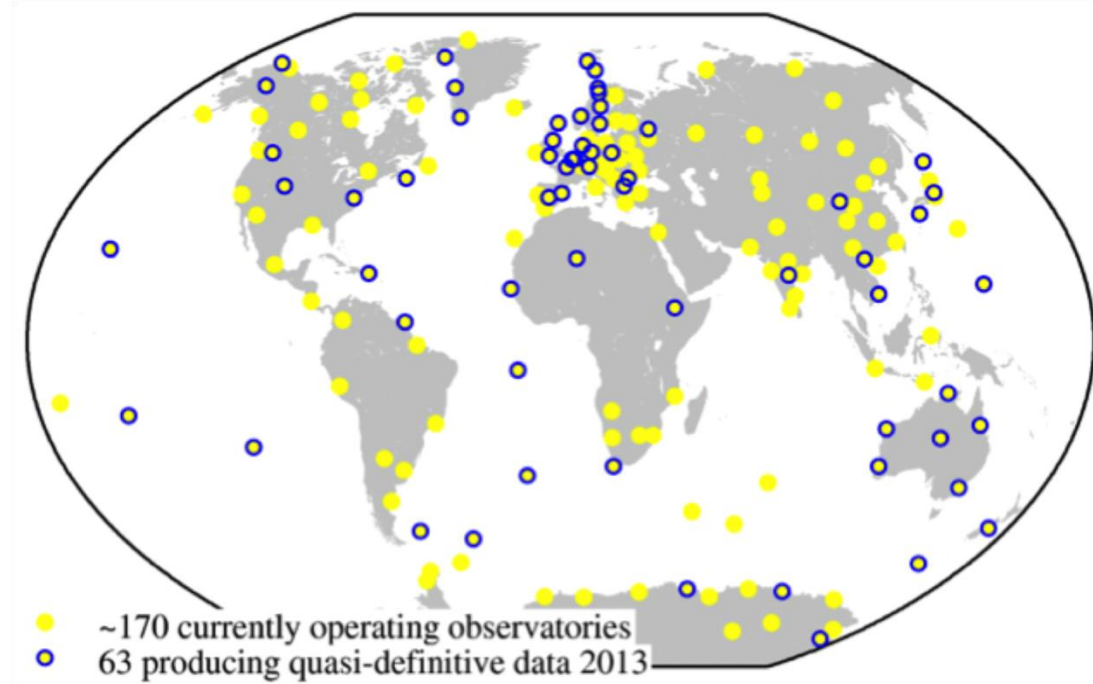 ~170 currently operating observatories
63 producing quasi-definitive data 2013